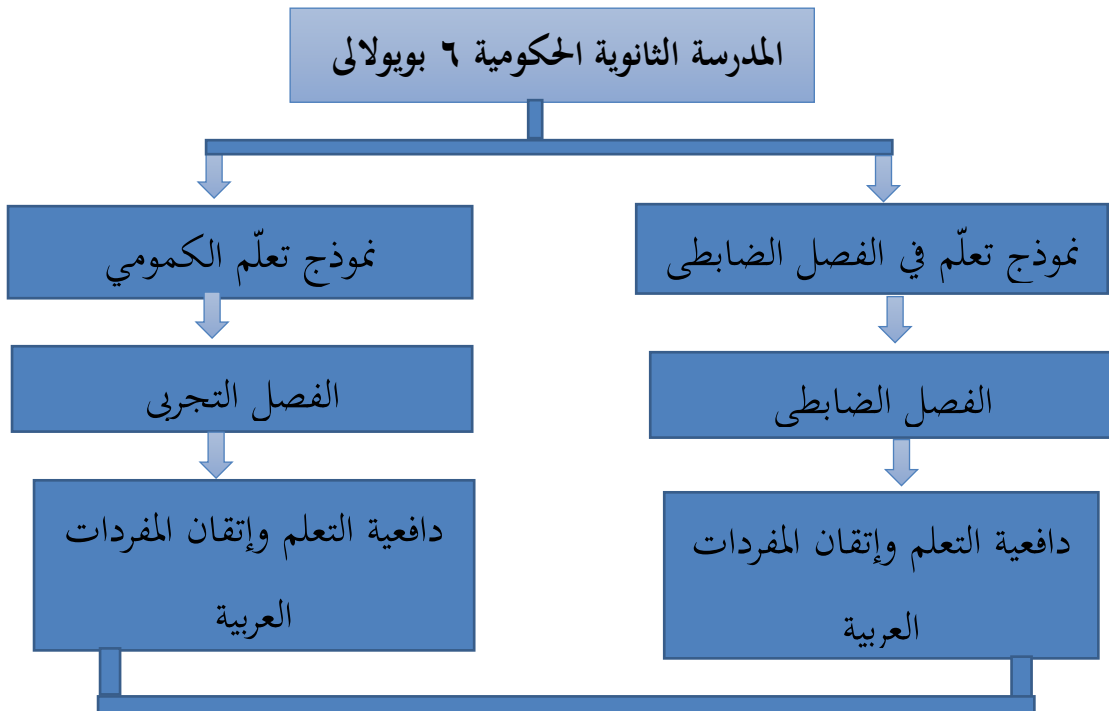 المدرسة الثانوية الحكومية ٦ بويولالى
نموذج تعلّم في الفصل الضابطى
نموذج تعلّم الكمومي
الفصل الضابطى
الفصل التجربى
دافعية التعلم وإتقان المفردات
العربية
دافعية التعلم وإتقان المفردات
العربية